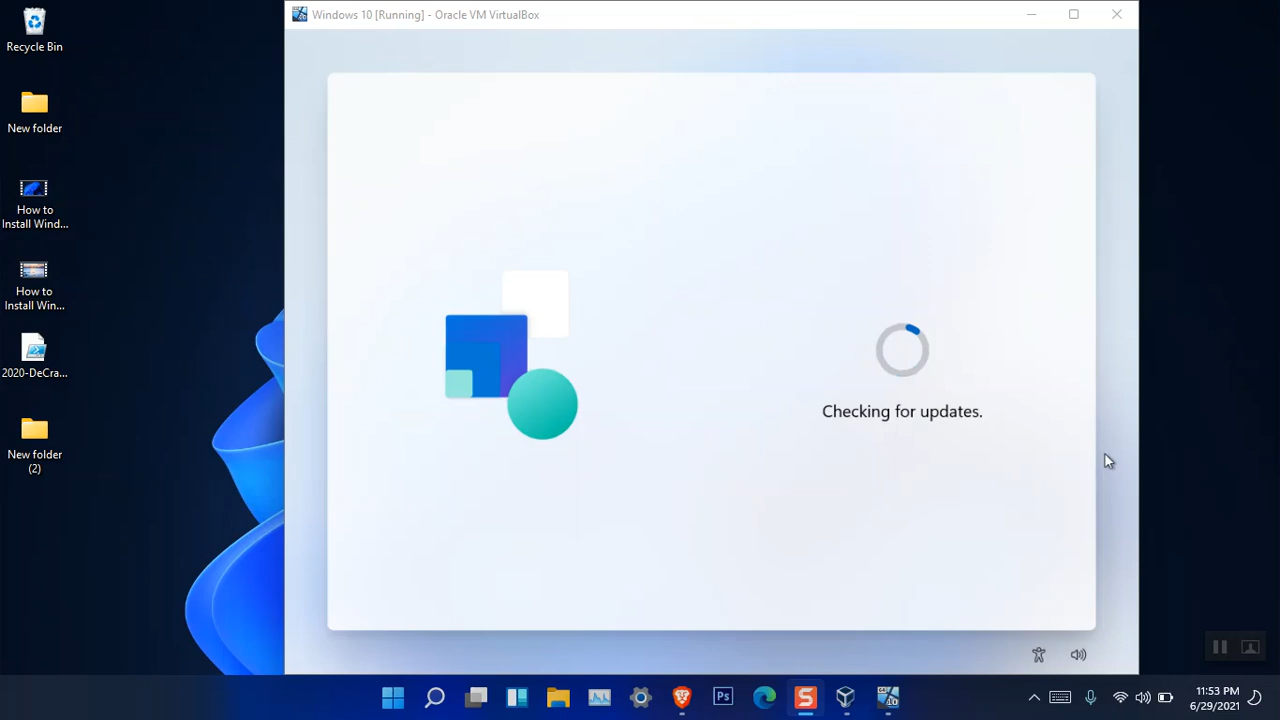 Recycle Bin
New folder
How to
Install Wind...
How to
Install Win...
2020-DeCra...
New folder
(2)
Windows 10 [Running] - Oracle VM VirtualBox
Checking for updates.
Ps
S
10
11:53 PM
6/29/2021